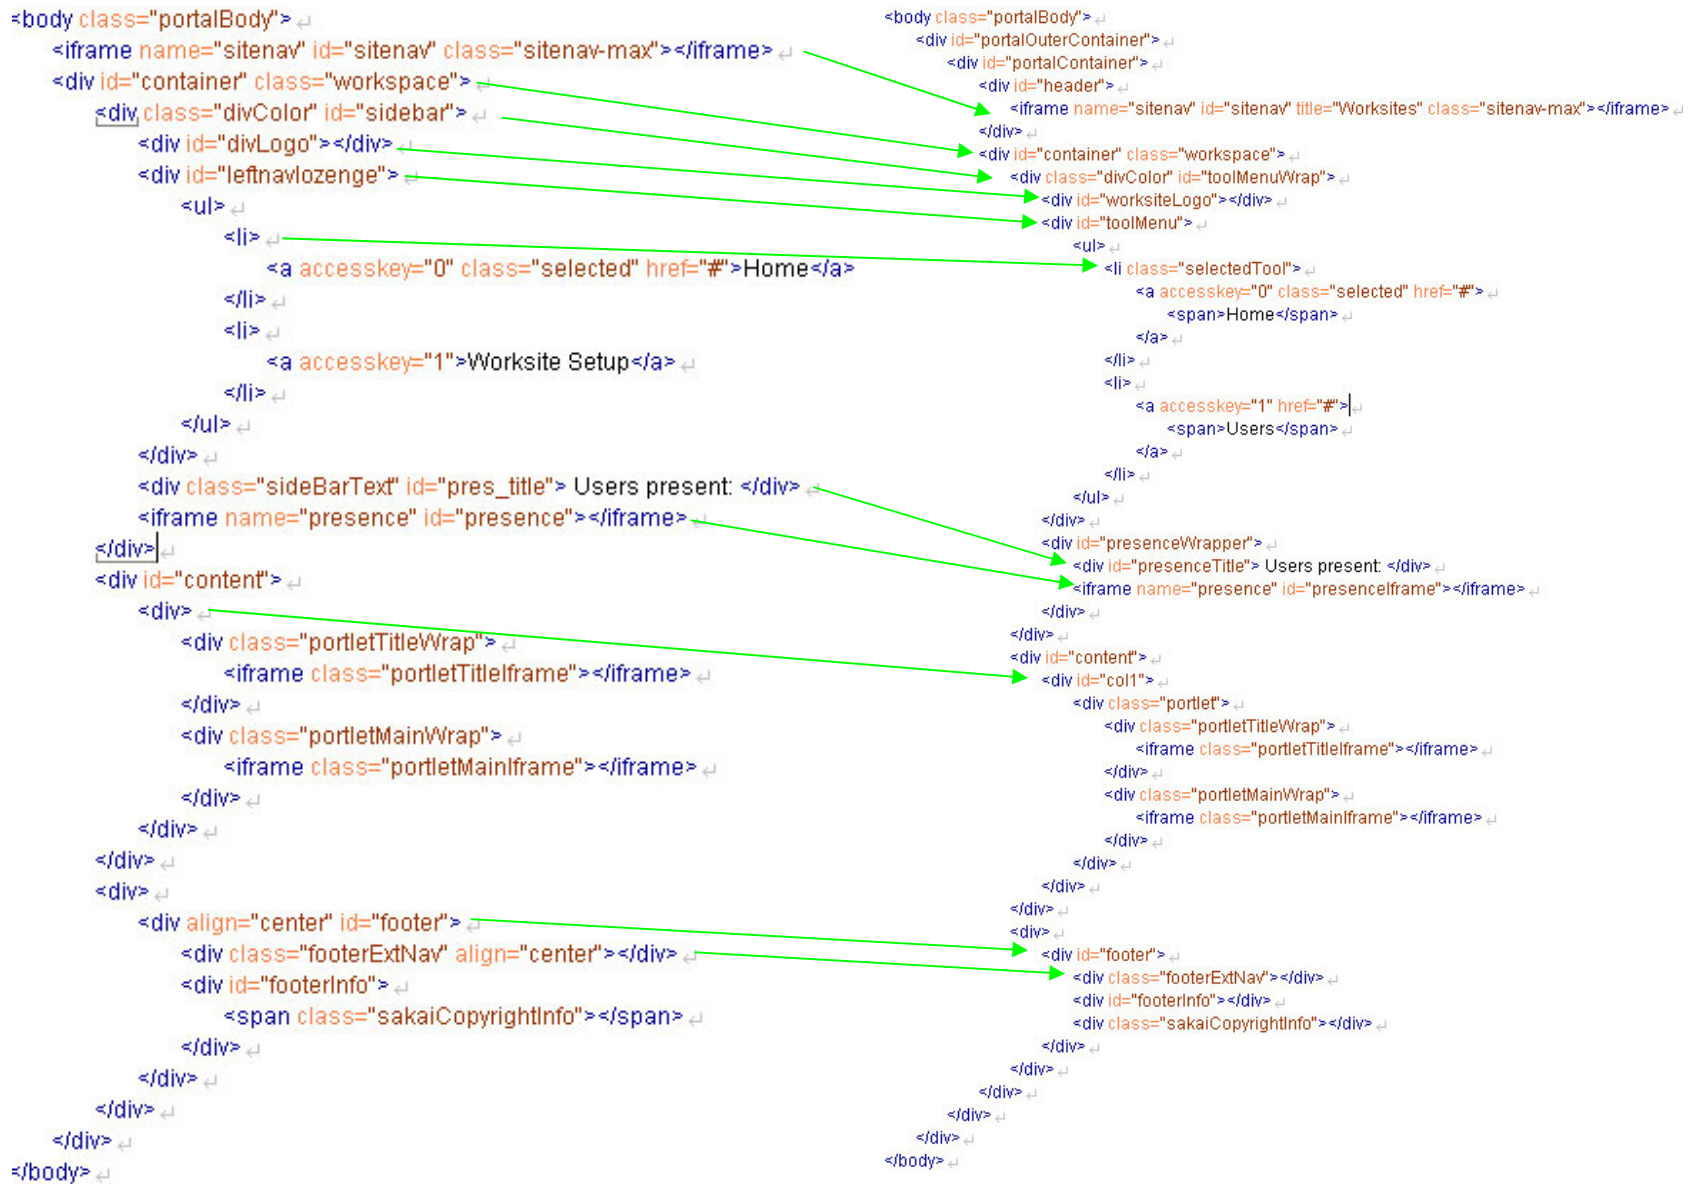 <body class="portalBody">
<iframe name="sitenav" id="sitenav" class="sitenav-max"></iframe>
<div id="container" class="workspace">
<div class="divColor" id="sidebar">
<div id="divLogo"></div>
<div id="leftnavlozenge">
<ul>
<li>
<a accesskey="0" class="selected" href="#">Home</a>
</li>
<li>
<a accesskey="1">Worksite Setup</a>
</li>
</ul>
</div>
<div class="sideBarText" id="pres_title"> Users present: </div>
<iframe name="presence" id="presence"></iframe>
</div>
<div id="content">
<div>
<div class="portletTitleWrap">
<iframe class="portletTitleIframe"></iframe>
</div>
<div class="portletMainWrap">
<iframe class="portletMainIframe"></iframe>
</div>
</div>
</div>
<div>
<div align="center" id="footer">
<div class="footerExtNav" align="center"></div>
<div id="footerInfo">
<span class="sakaiCopyrightInfo"></span>
</div>
</div>
</div>
</div>
</body>
<body class="portalBody">
<div id="portalOuterContainer">
<div id="portalContainer">
<div id="header">
<iframe name="sitenav" id="sitenav" title="Worksites" class="sitenav-max"></iframe>
</div>
<div id="container" class="workspace">
<div class="divColor" id="toolMenuWrap">
<div id="worksiteLogo"></div>
<div id="toolMenu">
<ul>
<li class="selectedTool">
<a accesskey="0" class="selected" href="#">
<span>Home</span>
</a>
</li>
<li>
<a accesskey="1" href="#">
<span>Users</span>
</a>
</li>
</ul>
</div>
<div id="presenceWrapper">
<div id="presenceTitle"> Users present: </div>
<iframe name="presence" id="presenceIframe"></iframe>
</div>
</div>
<div id="content">
<div id="col1">
<div class="portlet">
<div class="portletTitleWrap">
<iframe class="portletTitleIframe"></iframe>
</div>
<div class="portletMainWrap">
<iframe class="portletMainIframe"></iframe>
</div>
</div>
</div>
</div>
<div>
<div id="footer">
<div class="footerExtNav"></div>
<div id="footerInfo"></div>
<div class="sakaiCopyrightInfo"></div>
</div>
</div>
</div>
</div>
</div>
</body>